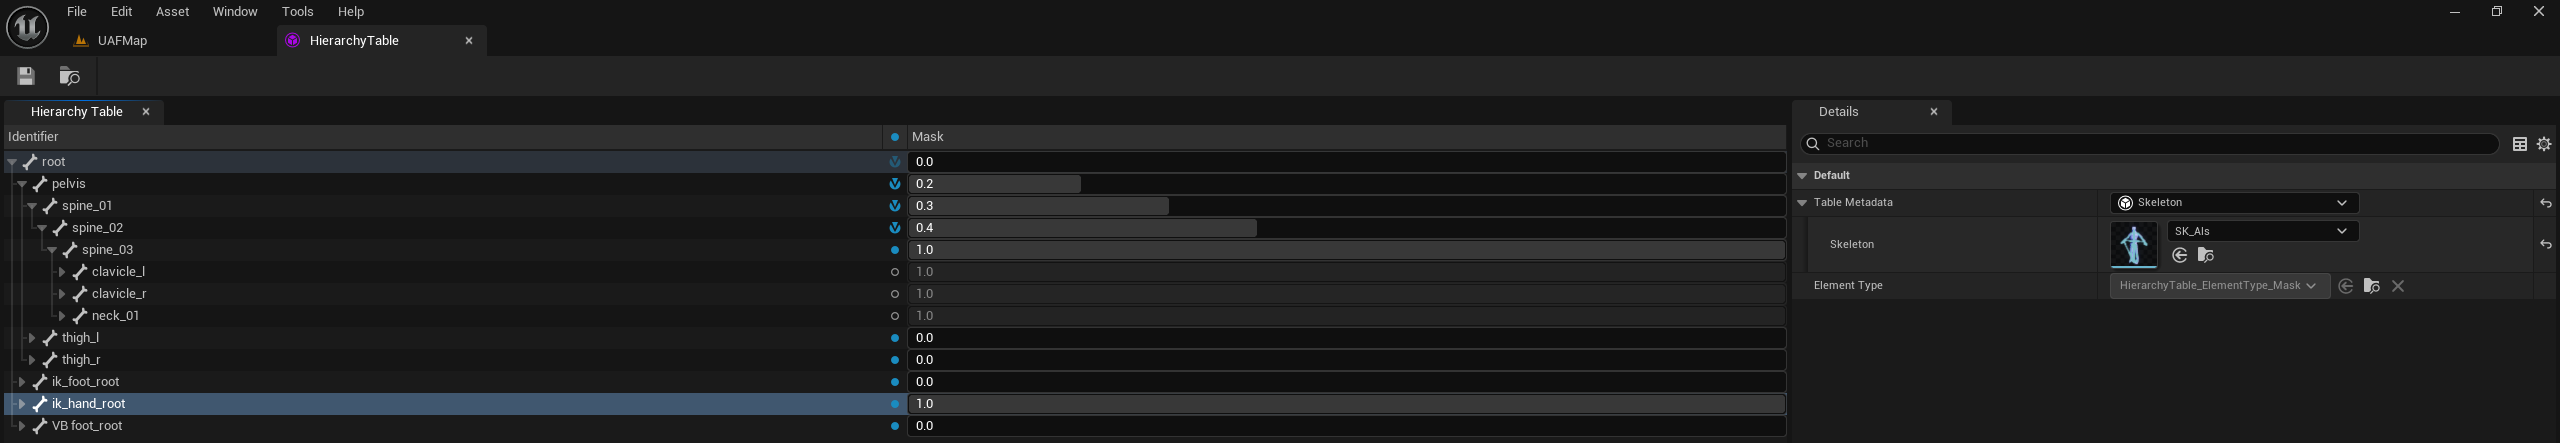 File Edit Asset Window Tools Help
UAFMap HierarchyTable
Hierarchy Table Details
Identifier Mask
Search
root 0.0
Default
pelvis 0.2
Table Metadata Skeleton
spine_01 0.3
spine_02 0.4
Skeleton SK_Als
spine_03 1.0
clavicle_l 1.0
Element Type HierarchyTable_ElementType_Mask
clavicle_r 1.0
neck_01 1.0
thigh_l 0.0
thigh_r 0.0
ik_foot_root 0.0
ik_hand_root 1.0
VB foot_root 0.0